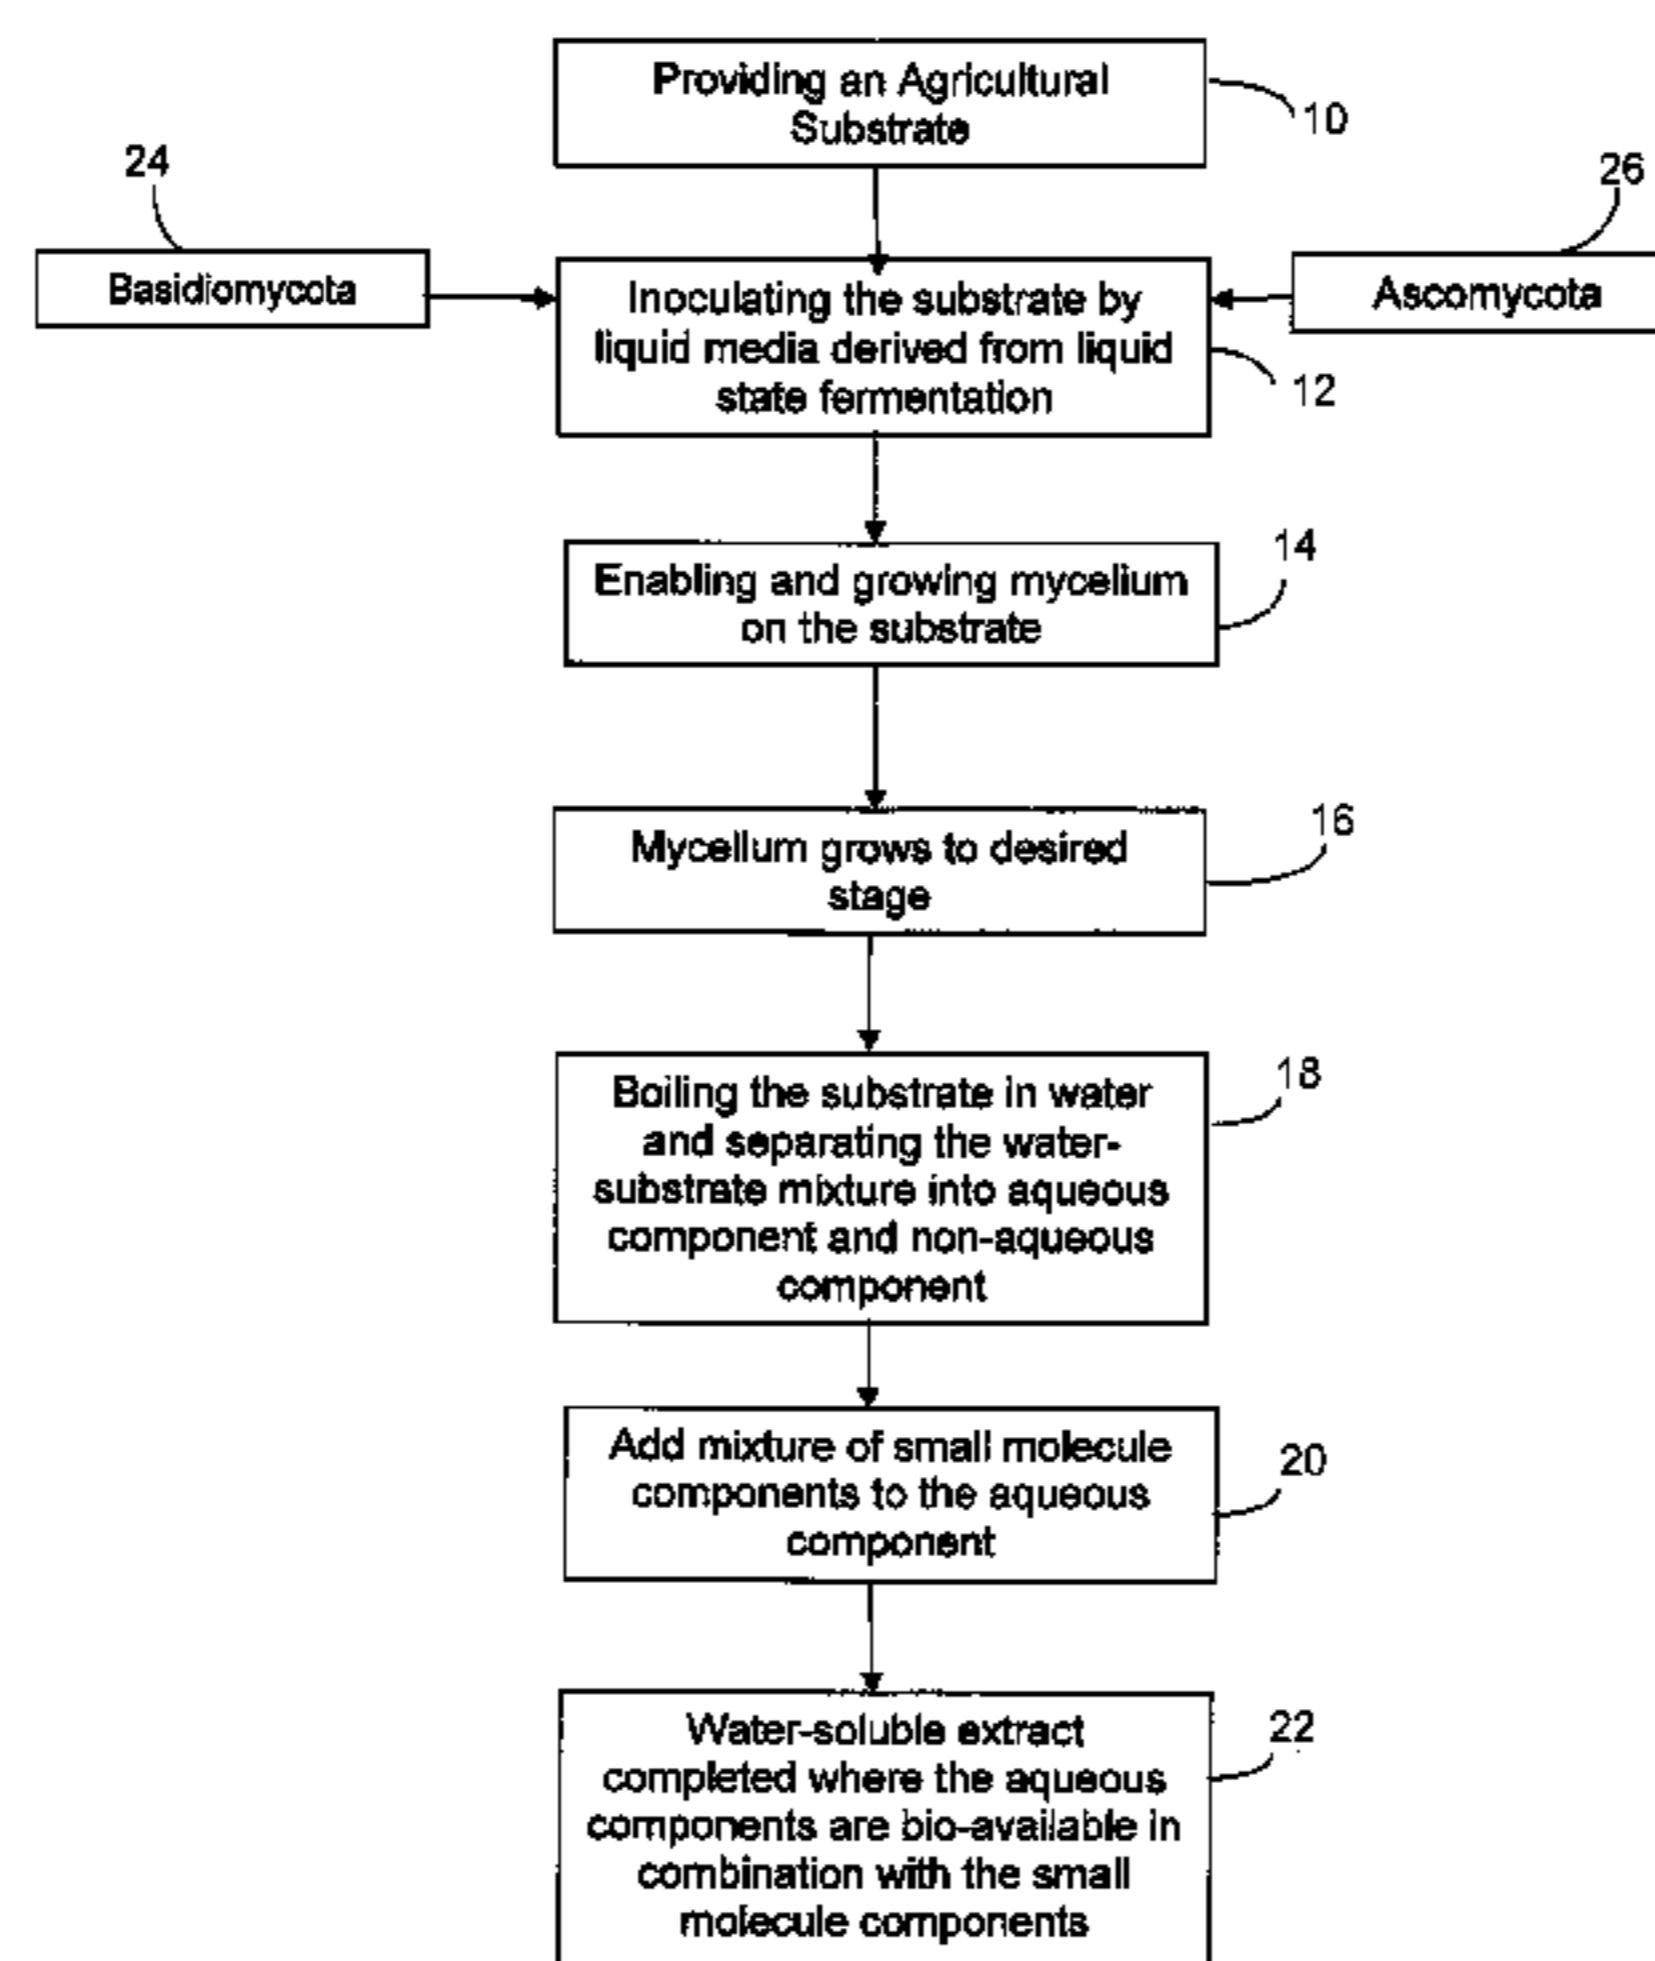 Providing an Agricultural
Substrate
10
24
26
Basidiomycota
Inoculating the substrate by
liquid media derived from liquid
state fermentation
Ascomycota
12
Enabling and growing mycelium
on the substrate
14
Mycellum grows to desired
stage
16
Boiling the substrate in water
and separating the water-
substrate mixture into aqueous
component and non-aqueous
component
18
Add mixture of small molecule
components to the aqueous
component
20
Water-soluble extract
completed where the aqueous
components are bio-available in
combination with the small
molecule components
22